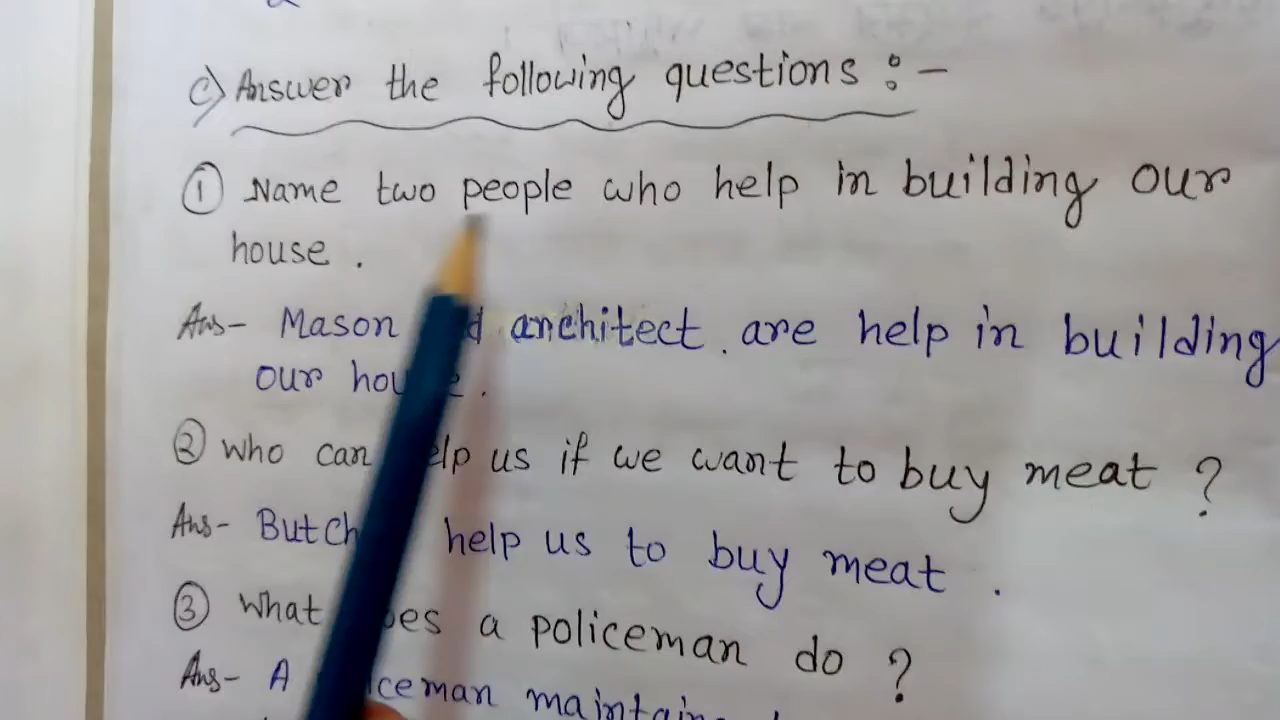 C) Answer the following questions :-
① Name two people who help in building our
house .
Ans- Mason architect . are help in building
our
② Who can us if we want to buy meat ?
Ans- help us to buy meat .
③ What a policeman do ?
Ans- A